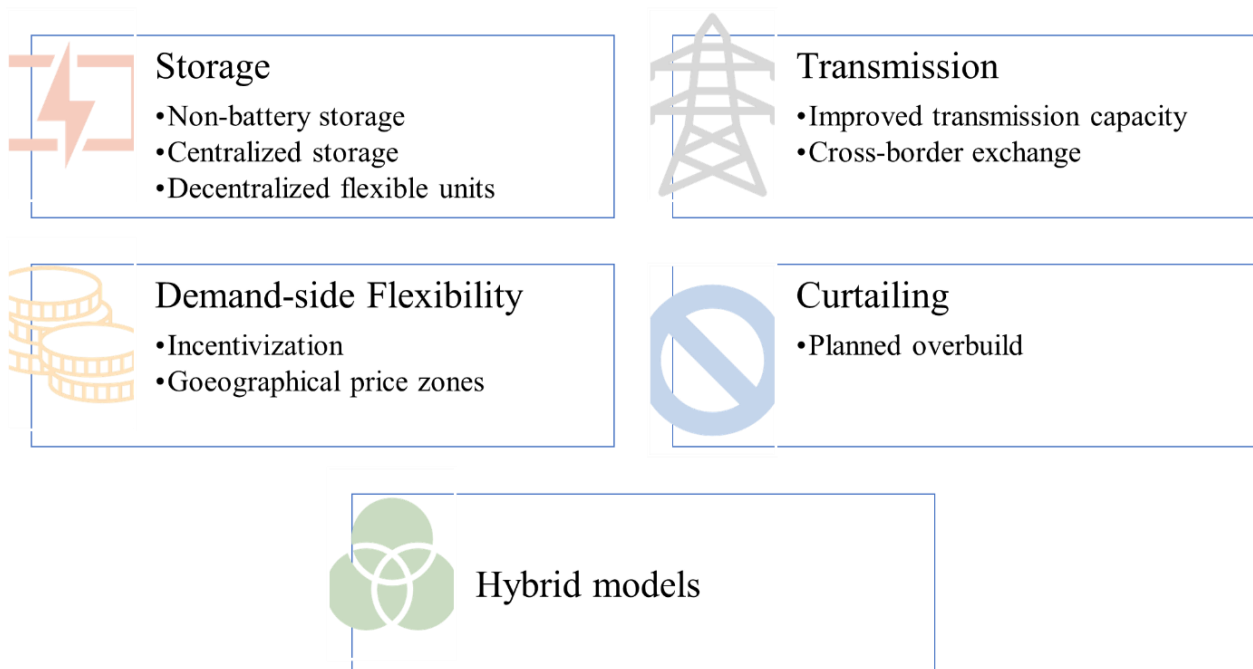 Storage
•Non-battery storage
•Centralized storage
•Decentralized flexible units
Transmission
•Improved transmission capacity
•Cross-border exchange
Demand-side Flexibility
•Incentivization
•Goeographical price zones
Curtailing
•Planned overbuild
Hybrid models